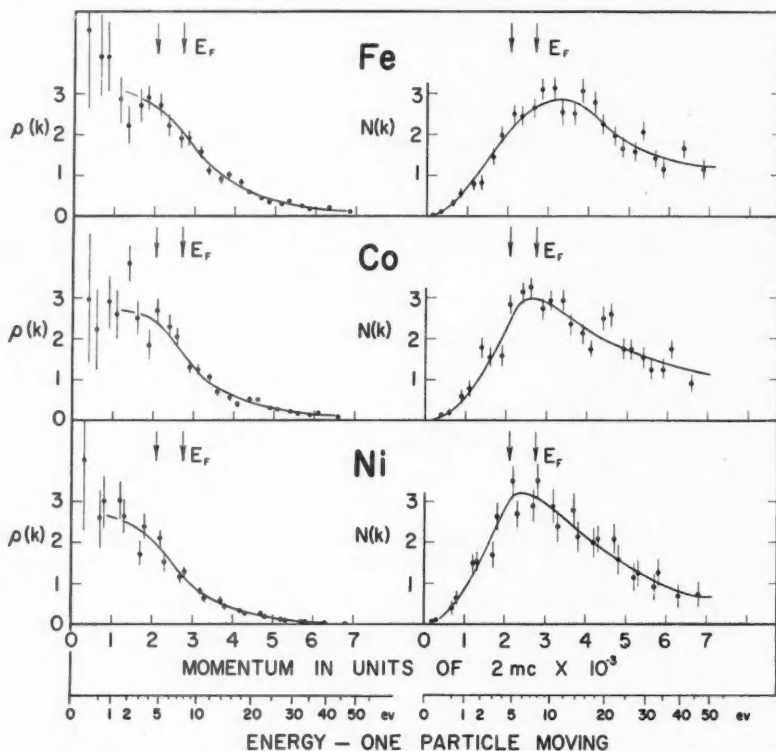 E_F Fe E_F
3 3
ρ(k) 2 N(k) 2
1 1
0 0
E_F Co E_F
3 3
ρ(k) 2 N(k) 2
1 1
0 0
E_F Ni E_F
3 3
ρ(k) 2 N(k) 2
1 1
0 0
0 1 2 3 4 5 6 7 0 1 2 3 4 5 6 7
MOMENTUM IN UNITS OF 2 mc X 10⁻³
0 1 2 5 10 20 30 40 50 ev 0 1 2 5 10 20 30 40 50 ev
ENERGY — ONE PARTICLE MOVING